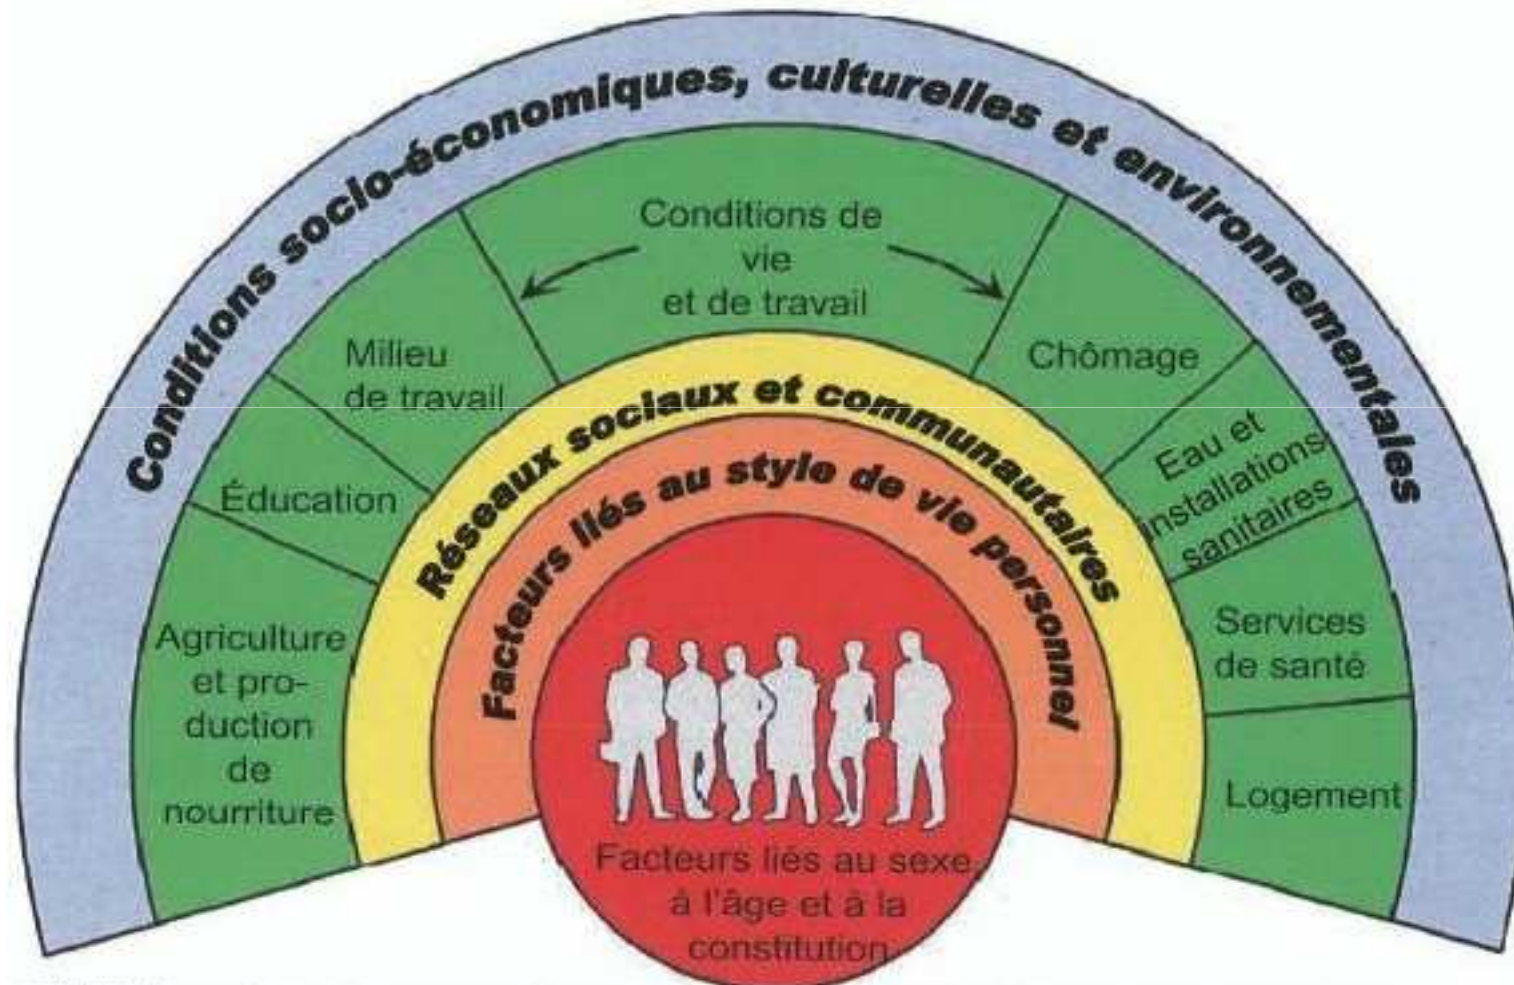 Conditions socio-économiques, culturelles et environnementales
Conditions de
vie
et de travail
Milieu
de travail
Éducation
Agriculture
et pro-
duction
de
nourriture
Chômage
Eau et
installations
sanitaires
Services
de santé
Logement
Réseaux sociaux et communautaires
Facteurs liés au style de vie personnel
Facteurs liés au sexe,
à l'âge et à la
constitution